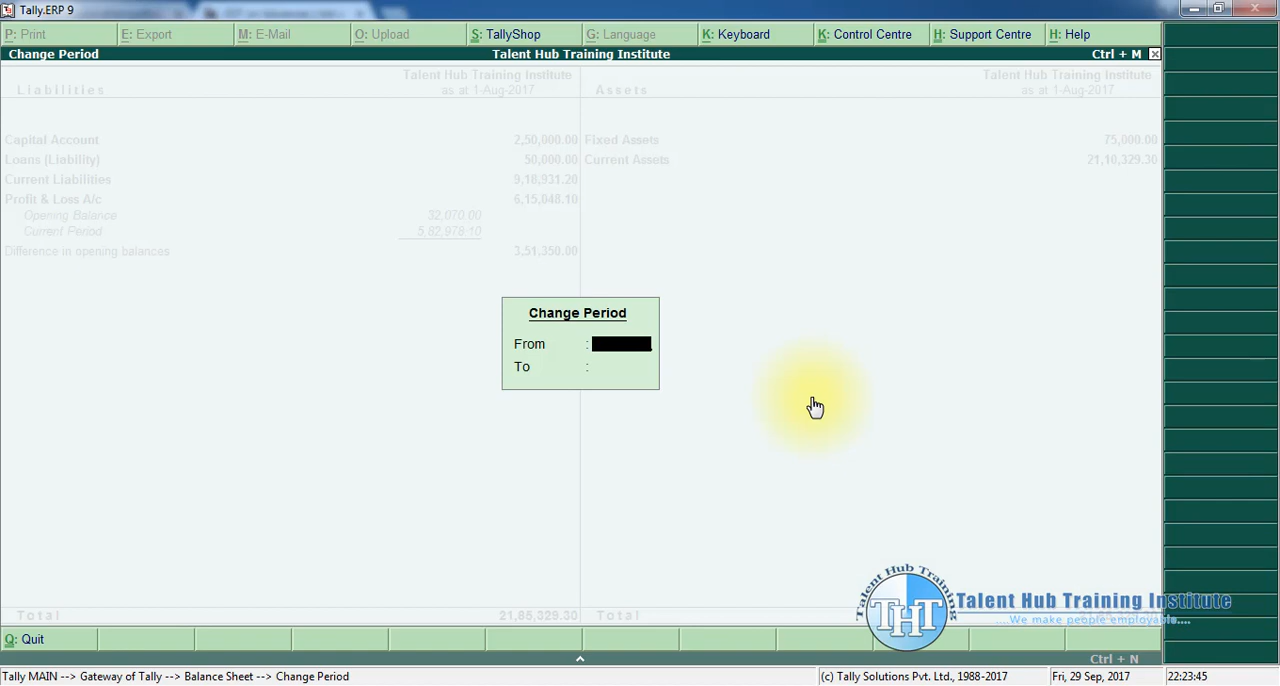 Tally.ERP 9
P: Print E: Export M: E-Mail O: Upload S: TallyShop G: Language K: Keyboard K: Control Centre H: Support Centre H: Help
Change Period Talent Hub Training Institute Ctrl + M
Liabilities Talent Hub Training Institute as at 1-Aug-2017 Assets Talent Hub Training Institute as at 1-Aug-2017
Capital Account 2,50,000.00 Fixed Assets 75,000.00
Loans (Liability) 50,000.00 Current Assets 21,10,329.30
Current Liabilities 9,18,931.20
Profit & Loss A/c 6,15,048.10
Opening Balance 32,070.00
Current Period 5,82,978.10
Difference in opening balances 3,51,350.00
Change Period
From :
To :
Talent Hub Training
THT
Talent Hub Training Institute
....We make people employable....
Total 21,85,329.30 Total
Q: Quit
Ctrl + N
Tally MAIN --> Gateway of Tally --> Balance Sheet --> Change Period (c) Tally Solutions Pvt. Ltd., 1988-2017 Fri, 29 Sep, 2017 22:23:45